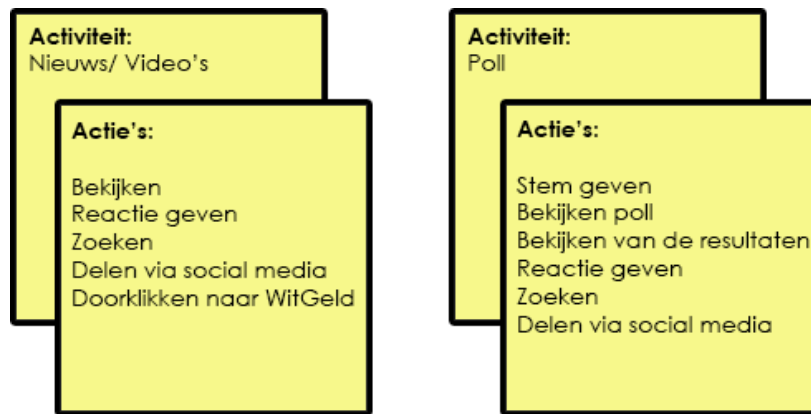 Activiteit:
Nieuws/ Video's
Actie's:
Bekijken
Reactie geven
Zoeken
Delen via social media
Doorklikken naar WitGeld
Activiteit:
Poll
Actie's:
Stem geven
Bekijken poll
Bekijken van de resultaten
Reactie geven
Zoeken
Delen via social media